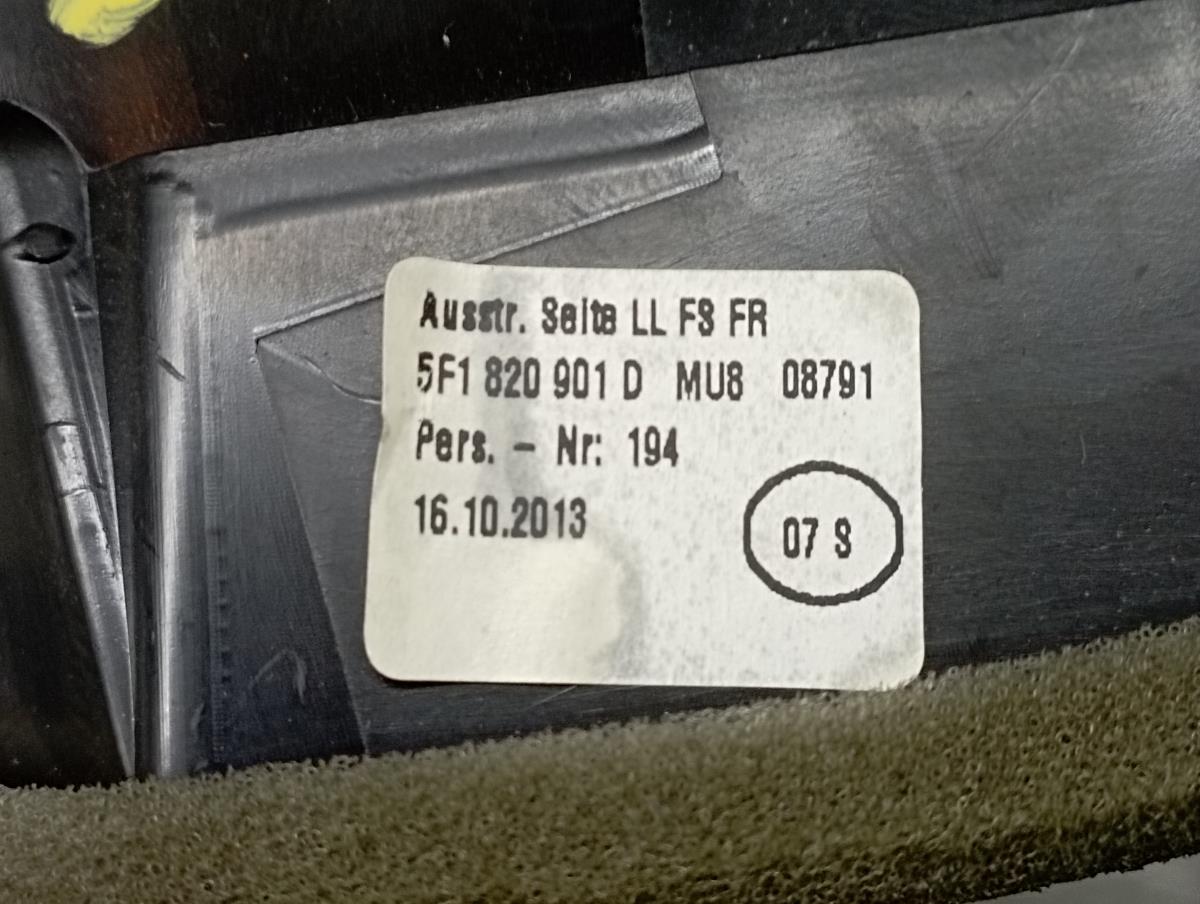 Ausstr. Seite LL FS FR
5F1 820 901 D MU8 08791
Pers. - Nr: 194
16.10.2013
07 S